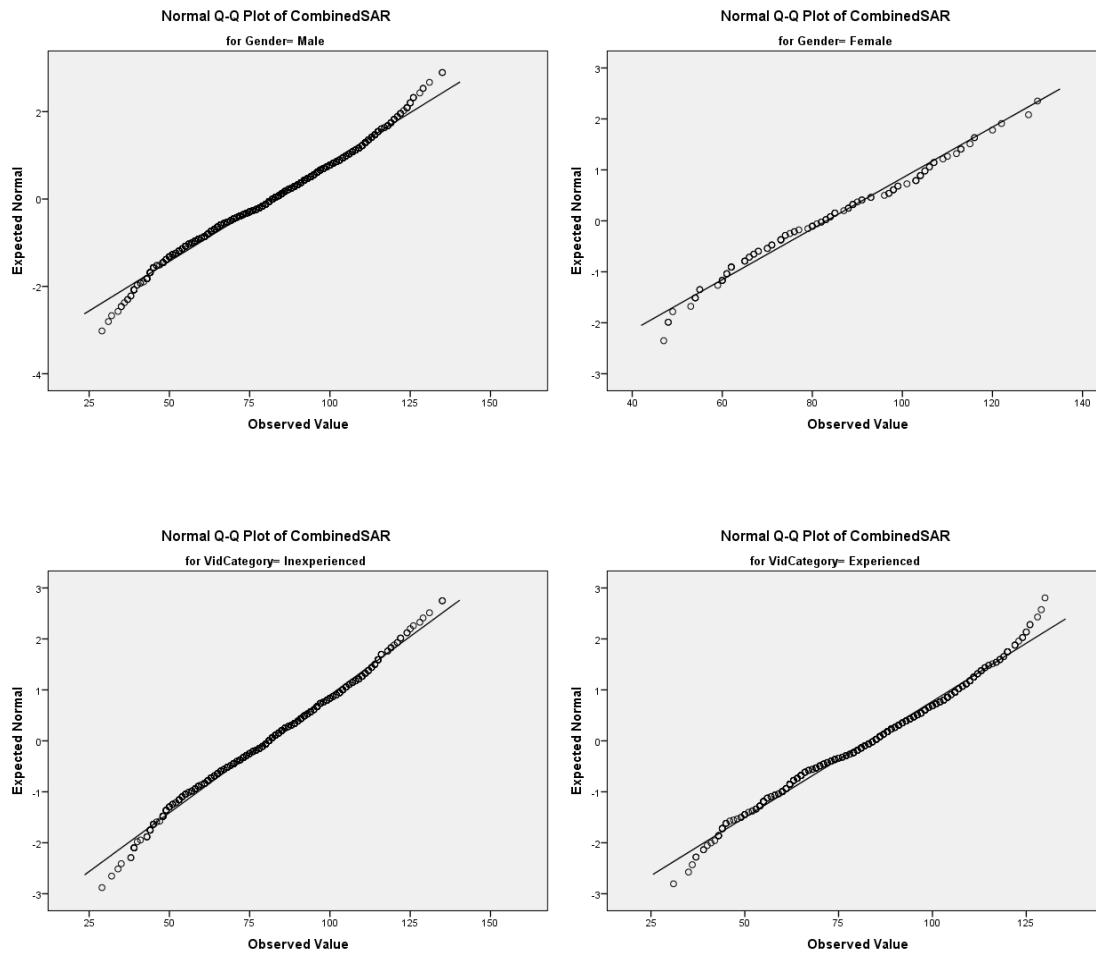 Normal Q-Q Plot of CombinedSAR
for Gender= Male
Expected Normal
2
0
-2
-4
25 50 75 100 125 150
Observed Value
Normal Q-Q Plot of CombinedSAR
for Gender= Female
Expected Normal
3
2
1
0
-1
-2
-3
40 60 80 100 120 140
Observed Value
Normal Q-Q Plot of CombinedSAR
for VidCategory= Inexperienced
Expected Normal
3
2
1
0
-1
-2
-3
25 50 75 100 125 150
Observed Value
Normal Q-Q Plot of CombinedSAR
for VidCategory= Experienced
Expected Normal
3
2
1
0
-1
-2
-3
25 50 75 100 125
Observed Value